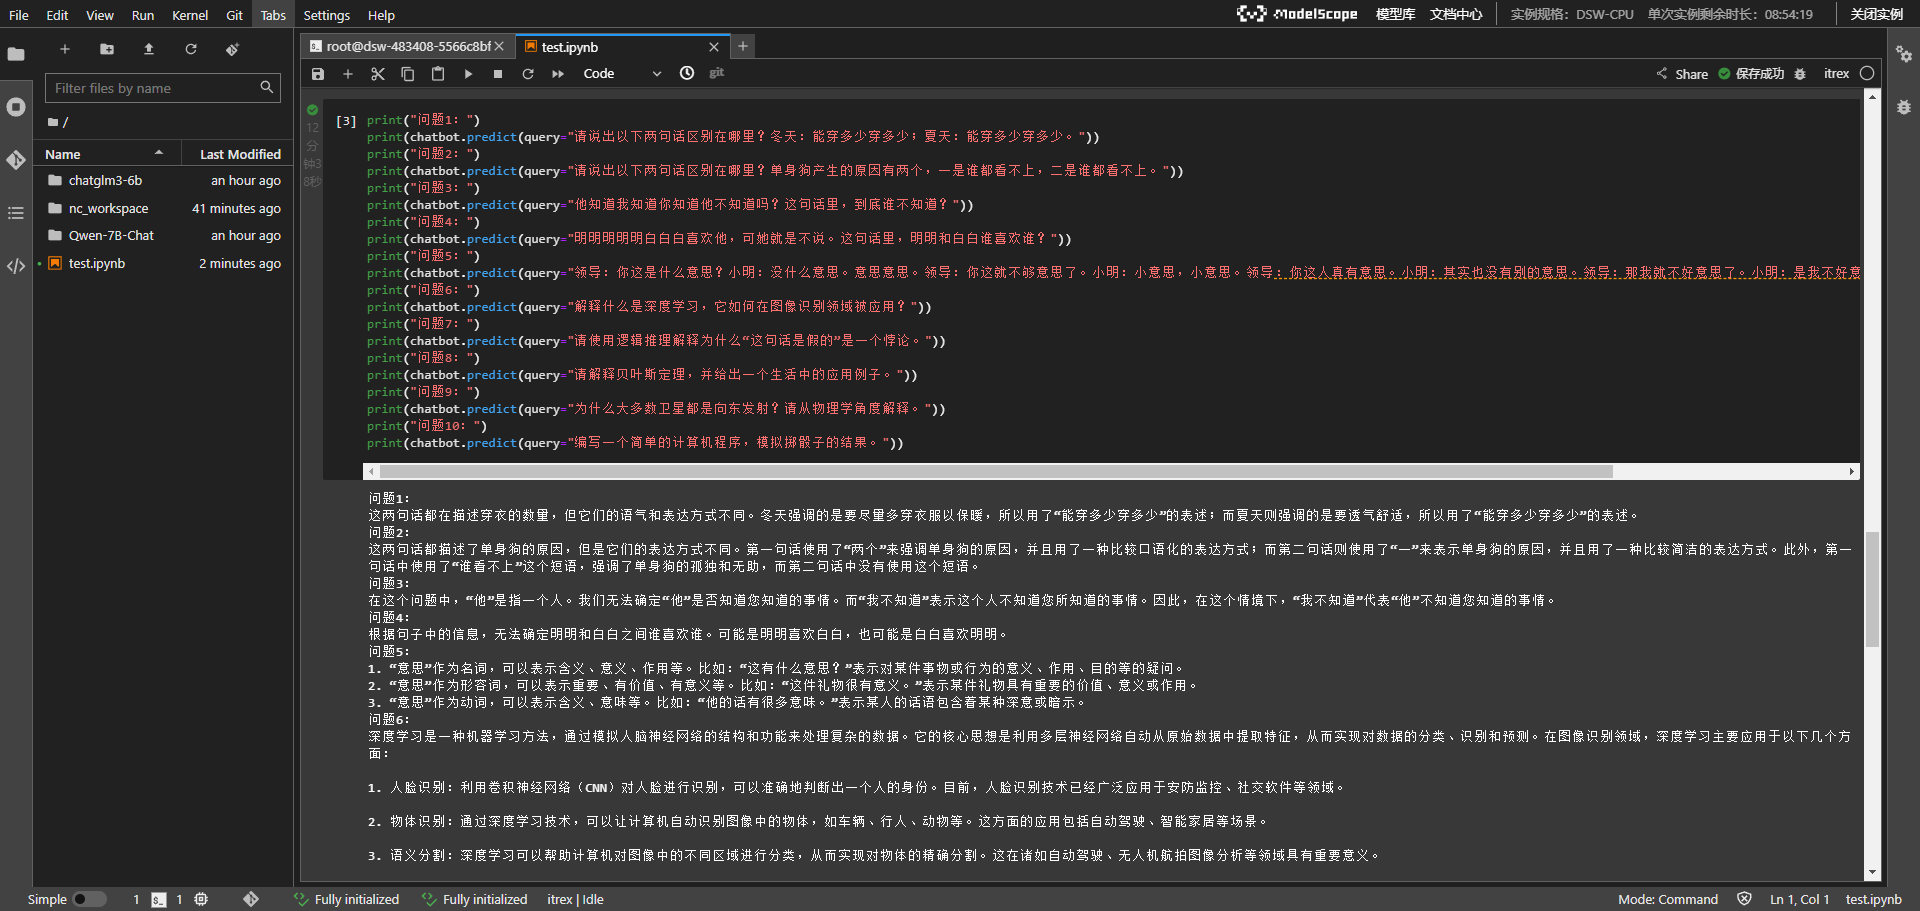 File Edit View Run Kernel Git Tabs Settings Help
ModelScope 模型库 文档中心 实例规格：DSW-CPU 单次实例剩余时长：08:54:19 关闭实例
root@dsw-483408-5566c8bf
test.ipynb
Filter files by name
Code
git
Share 保存成功 itrex
/
Name Last Modified
chatglm3-6b an hour ago
nc_workspace 41 minutes ago
Qwen-7B-Chat an hour ago
test.ipynb 2 minutes ago
12
分
钟3
8秒
[3]
print("问题1：")
print(chatbot.predict(query="请说出以下两句话区别在哪里？冬天：能穿多少穿多少；夏天：能穿多少穿多少。"))
print("问题2：")
print(chatbot.predict(query="请说出以下两句话区别在哪里？单身狗产生的原因有两个，一是谁都看不上，二是谁都看不上。"))
print("问题3：")
print(chatbot.predict(query="他知道我知道你知道他不知道吗？这句话里，到底谁不知道？"))
print("问题4：")
print(chatbot.predict(query="明明明明明白白白喜欢他，可她就是不说。这句话里，明明和白白谁喜欢谁？"))
print("问题5：")
print(chatbot.predict(query="领导：你这是什么意思？小明：没什么意思。意思意思。领导：你这就不够意思了。小明：小意思，小意思。领导：你这人真有意思。小明：其实也没有别的意思。领导：那我就不好意思了。小明：是我不好意
print("问题6：")
print(chatbot.predict(query="解释什么是深度学习，它如何在图像识别领域被应用？"))
print("问题7：")
print(chatbot.predict(query="请使用逻辑推理解释为什么“这句话是假的”是一个悖论。"))
print("问题8：")
print(chatbot.predict(query="请解释贝叶斯定理，并给出一个生活中的应用例子。"))
print("问题9：")
print(chatbot.predict(query="为什么大多数卫星都是向东发射？请从物理学角度解释。"))
print("问题10：")
print(chatbot.predict(query="编写一个简单的计算机程序，模拟掷骰子的结果。"))
问题1：
这两句话都在描述穿衣的数量，但它们的语气和表达方式不同。冬天强调的是要尽量多穿衣服以保暖，所以用了“能穿多少穿多少”的表述；而夏天则强调的是要透气舒适，所以用了“能穿多少穿多少”的表述。
问题2：
这两句话都描述了单身狗的原因，但是它们的表达方式不同。第一句话使用了“两个”来强调单身狗的原因，并且用了一种比较口语化的表达方式；而第二句话则使用了“一”来表示单身狗的原因，并且用了一种比较简洁的表达方式。此外，第一
句话中使用了“谁看不上”这个短语，强调了单身狗的孤独和无助，而第二句话中没有使用这个短语。
问题3：
在这个问题中，“他”是指一个人。我们无法确定“他”是否知道您知道的事情。而“我不知道”表示这个人不知道您所知道的事情。因此，在这个情境下，“我不知道”代表“他”不知道您知道的事情。
问题4：
根据句子中的信息，无法确定明明和白白之间谁喜欢谁。可能是明明喜欢白白，也可能是白白喜欢明明。
问题5：
1. “意思”作为名词，可以表示含义、意义、作用等。比如：“这有什么意思？”表示对某件事物或行为的意义、作用、目的等的疑问。
2. “意思”作为形容词，可以表示重要、有价值、有意义等。比如：“这件礼物很有意义。”表示某件礼物具有重要的价值、意义或作用。
3. “意思”作为动词，可以表示含义、意味等。比如：“他的话有很多意味。”表示某人的话语包含着某种深意或暗示。
问题6：
深度学习是一种机器学习方法，通过模拟人脑神经网络的结构和功能来处理复杂的数据。它的核心思想是利用多层神经网络自动从原始数据中提取特征，从而实现对数据的分类、识别和预测。在图像识别领域，深度学习主要应用于以下几个方
面：
1. 人脸识别：利用卷积神经网络（CNN）对人脸进行识别，可以准确地判断出一个人的身份。目前，人脸识别技术已经广泛应用于安防监控、社交软件等领域。
2. 物体识别：通过深度学习技术，可以让计算机自动识别图像中的物体，如车辆、行人、动物等。这方面的应用包括自动驾驶、智能家居等场景。
3. 语义分割：深度学习可以帮助计算机对图像中的不同区域进行分类，从而实现对物体的精确分割。这在诸如自动驾驶、无人机航拍图像分析等领域具有重要意义。
Simple 1 1 Fully initialized Fully initialized itrex | Idle Mode: Command Ln 1, Col 1 test.ipynb